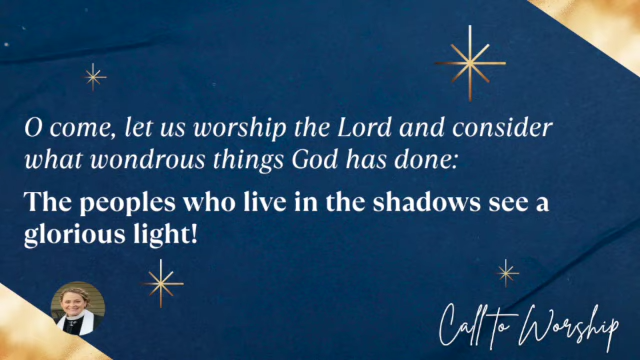 O come, let us worship the Lord and consider
what wondrous things God has done:
The peoples who live in the shadows see a
glorious light!
Call to Worship